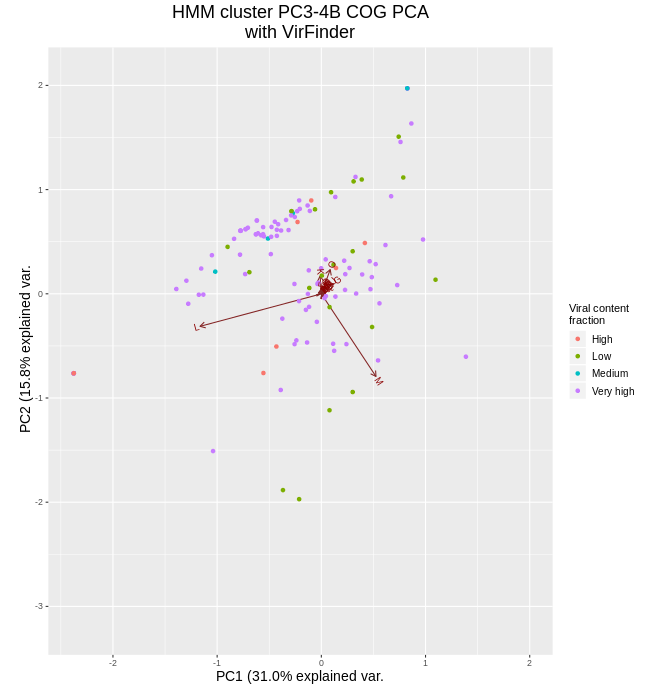 HMM cluster PC3-4B COG PCA
with VirFinder
PC2 (15.8% explained var.
2
1
0
-1
-2
-3
L
M
G
-2
-1
0
1
2
PC1 (31.0% explained var.
Viral content
fraction
High
Low
Medium
Very high